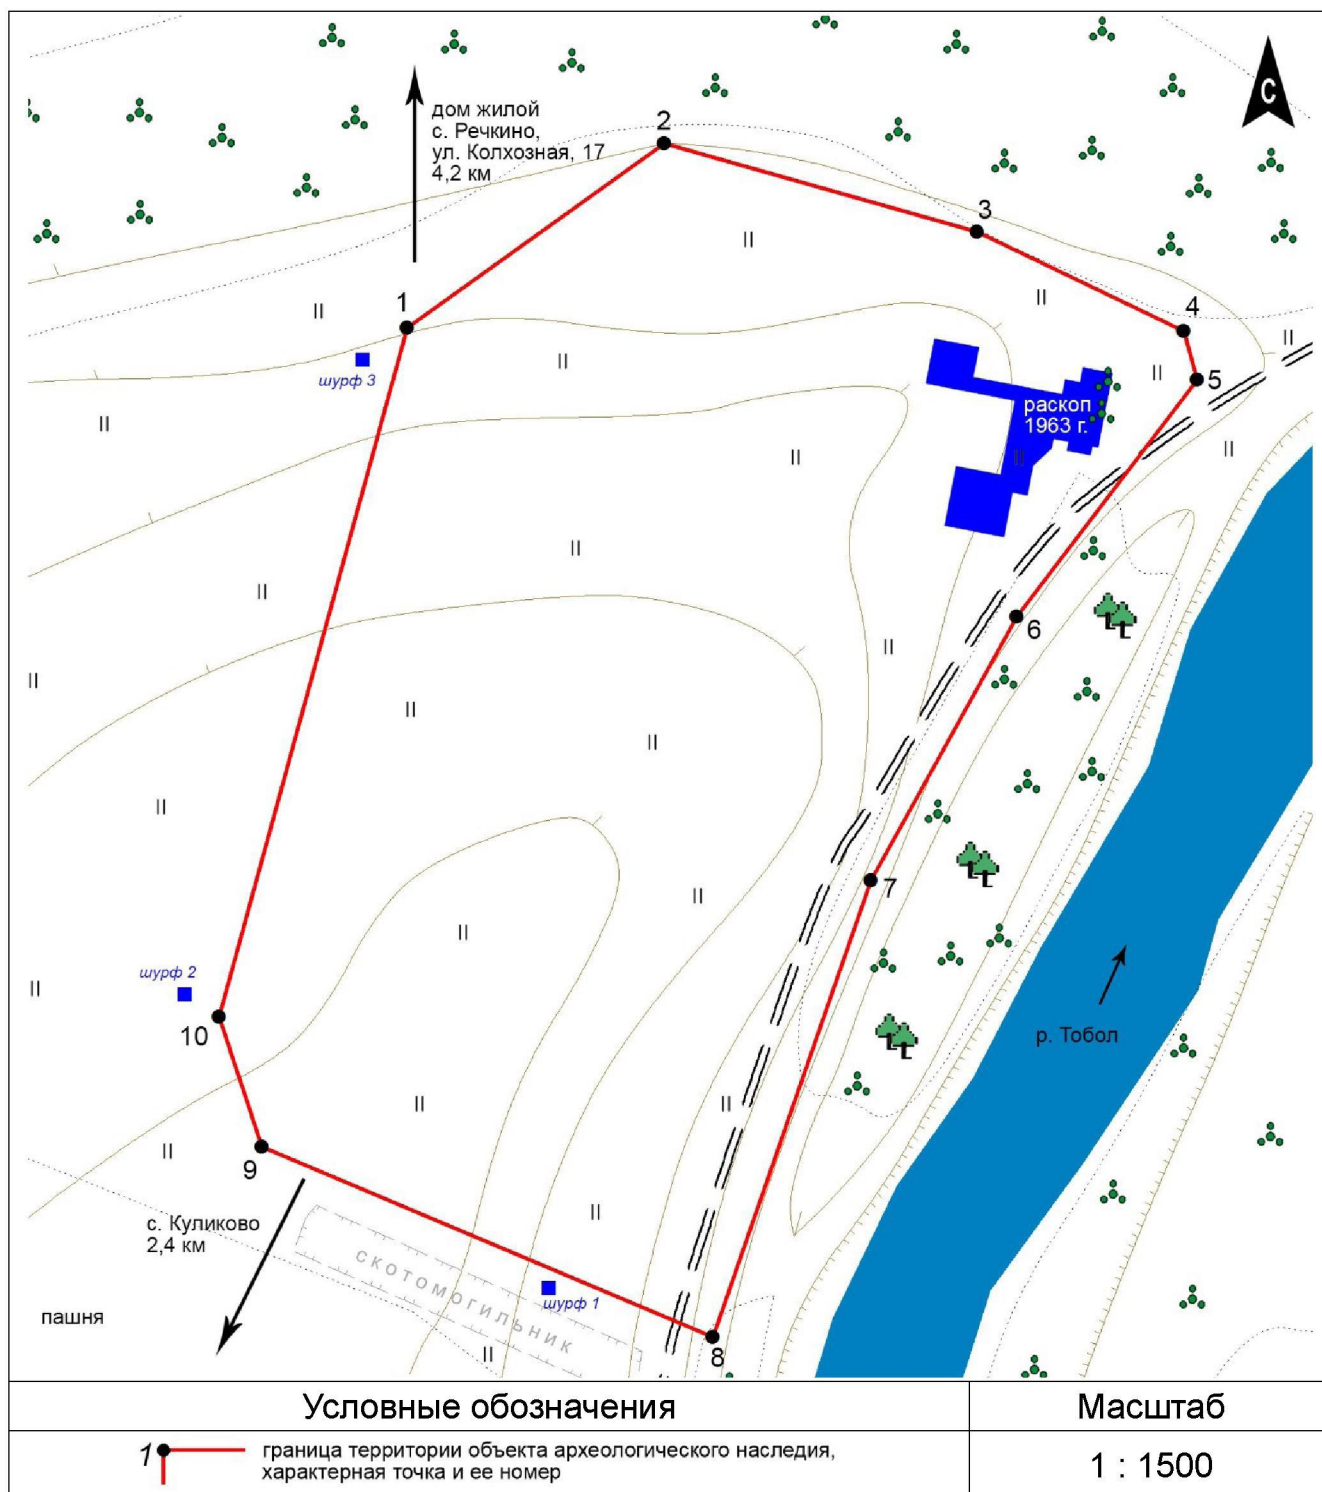 С
дом жилой
с. Речкино,
ул. Колхозная, 17
4,2 км
2
3
1
4
5
шурф 3
раскоп
1963 г.
6
7
шурф 2
10
р. Тобол
9
с. Куликово
2,4 км
скотомогильник
шурф 1
пашня
8
Условные обозначения
Масштаб
1
граница территории объекта археологического наследия,
характерная точка и ее номер
1 : 1500